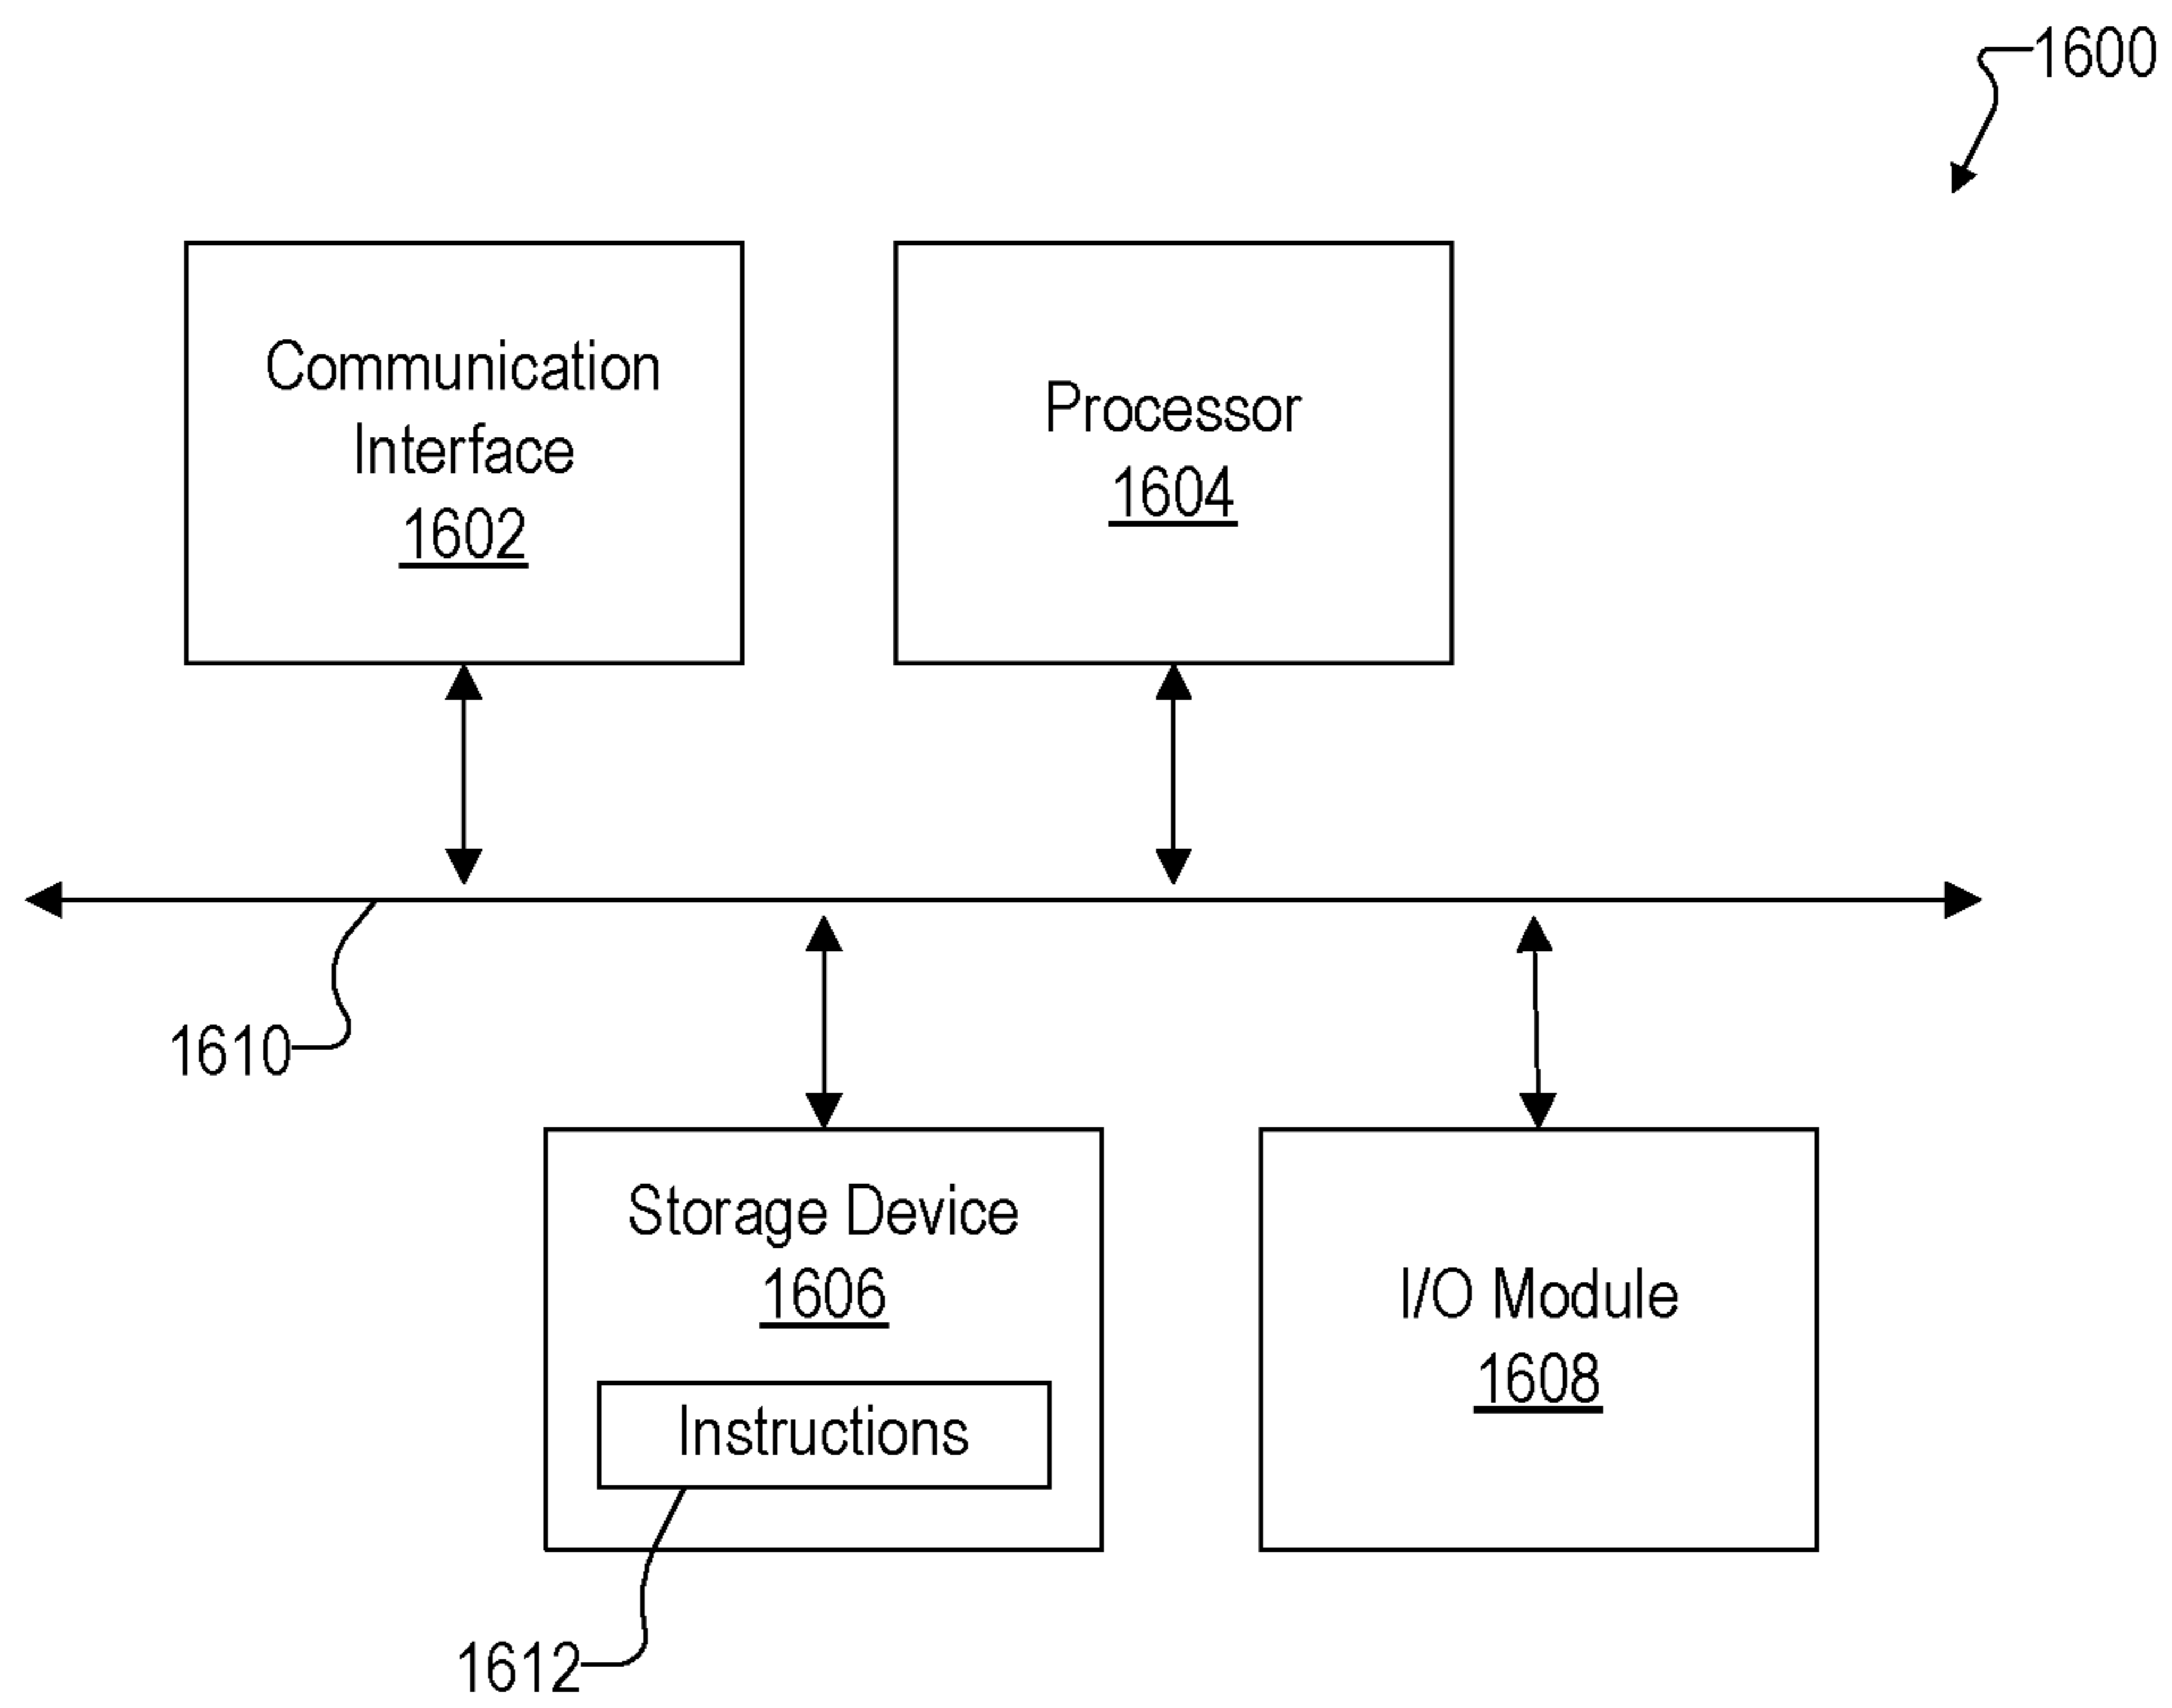 1600
Communication
Interface
1602
Processor
1604
1610
Storage Device
1606
Instructions
1612
I/O Module
1608